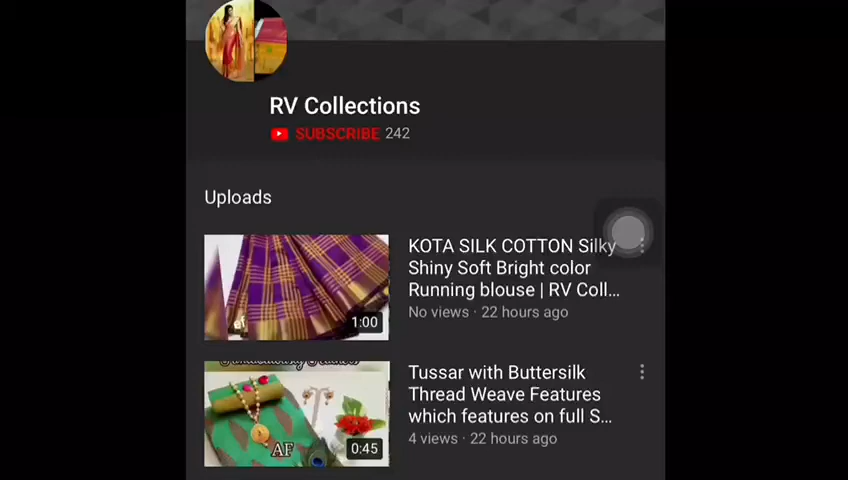 RV Collections
SUBSCRIBE 242
Uploads
KOTA SILK COTTON Silky
Shiny Soft Bright color
Running blouse | RV Coll...
No views · 22 hours ago
1:00
Tussar with Buttersilk
Thread Weave Features
which features on full S...
4 views · 22 hours ago
AF
0:45